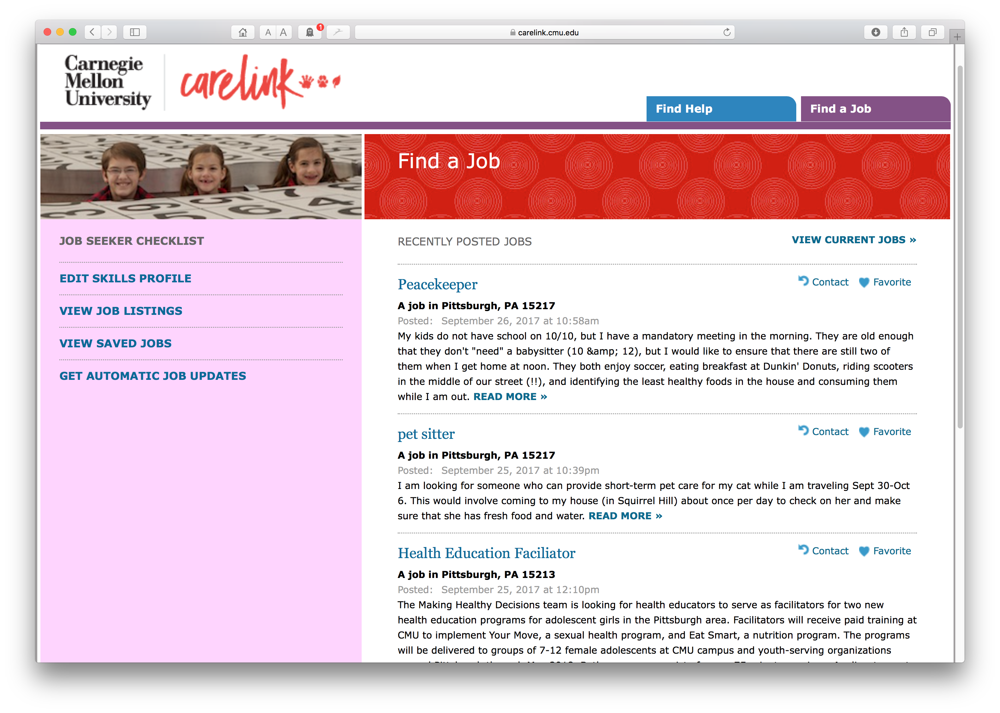 1
carelink.cmu.edu
A A
Carnegie
Mellon
University
carelink
Find Help
Find a Job
Find a Job
JOB SEEKER CHECKLIST
EDIT SKILLS PROFILE
VIEW JOB LISTINGS
VIEW SAVED JOBS
GET AUTOMATIC JOB UPDATES
RECENTLY POSTED JOBS
VIEW CURRENT JOBS »
Peacekeeper
Contact Favorite
A job in Pittsburgh, PA 15217
Posted: September 26, 2017 at 10:58am
My kids do not have school on 10/10, but I have a mandatory meeting in the morning. They are old enough
that they don't "need" a babysitter (10 &amp; 12), but I would like to ensure that there are still two of
them when I get home at noon. They both enjoy soccer, eating breakfast at Dunkin' Donuts, riding scooters
in the middle of our street (!!), and identifying the least healthy foods in the house and consuming them
while I am out. READ MORE »
pet sitter
Contact Favorite
A job in Pittsburgh, PA 15217
Posted: September 25, 2017 at 10:39pm
I am looking for someone who can provide short-term pet care for my cat while I am traveling Sept 30-Oct
6. This would involve coming to my house (in Squirrel Hill) about once per day to check on her and make
sure that she has fresh food and water. READ MORE »
Health Education Faciliator
Contact Favorite
A job in Pittsburgh, PA 15213
Posted: September 25, 2017 at 12:10pm
The Making Healthy Decisions team is looking for health educators to serve as facilitators for two new
health education programs for adolescent girls in the Pittsburgh area. Facilitators will receive paid training at
CMU to implement Your Move, a sexual health program, and Eat Smart, a nutrition program. The programs
will be delivered to groups of 7-12 female adolescents at CMU campus and youth-serving organizations